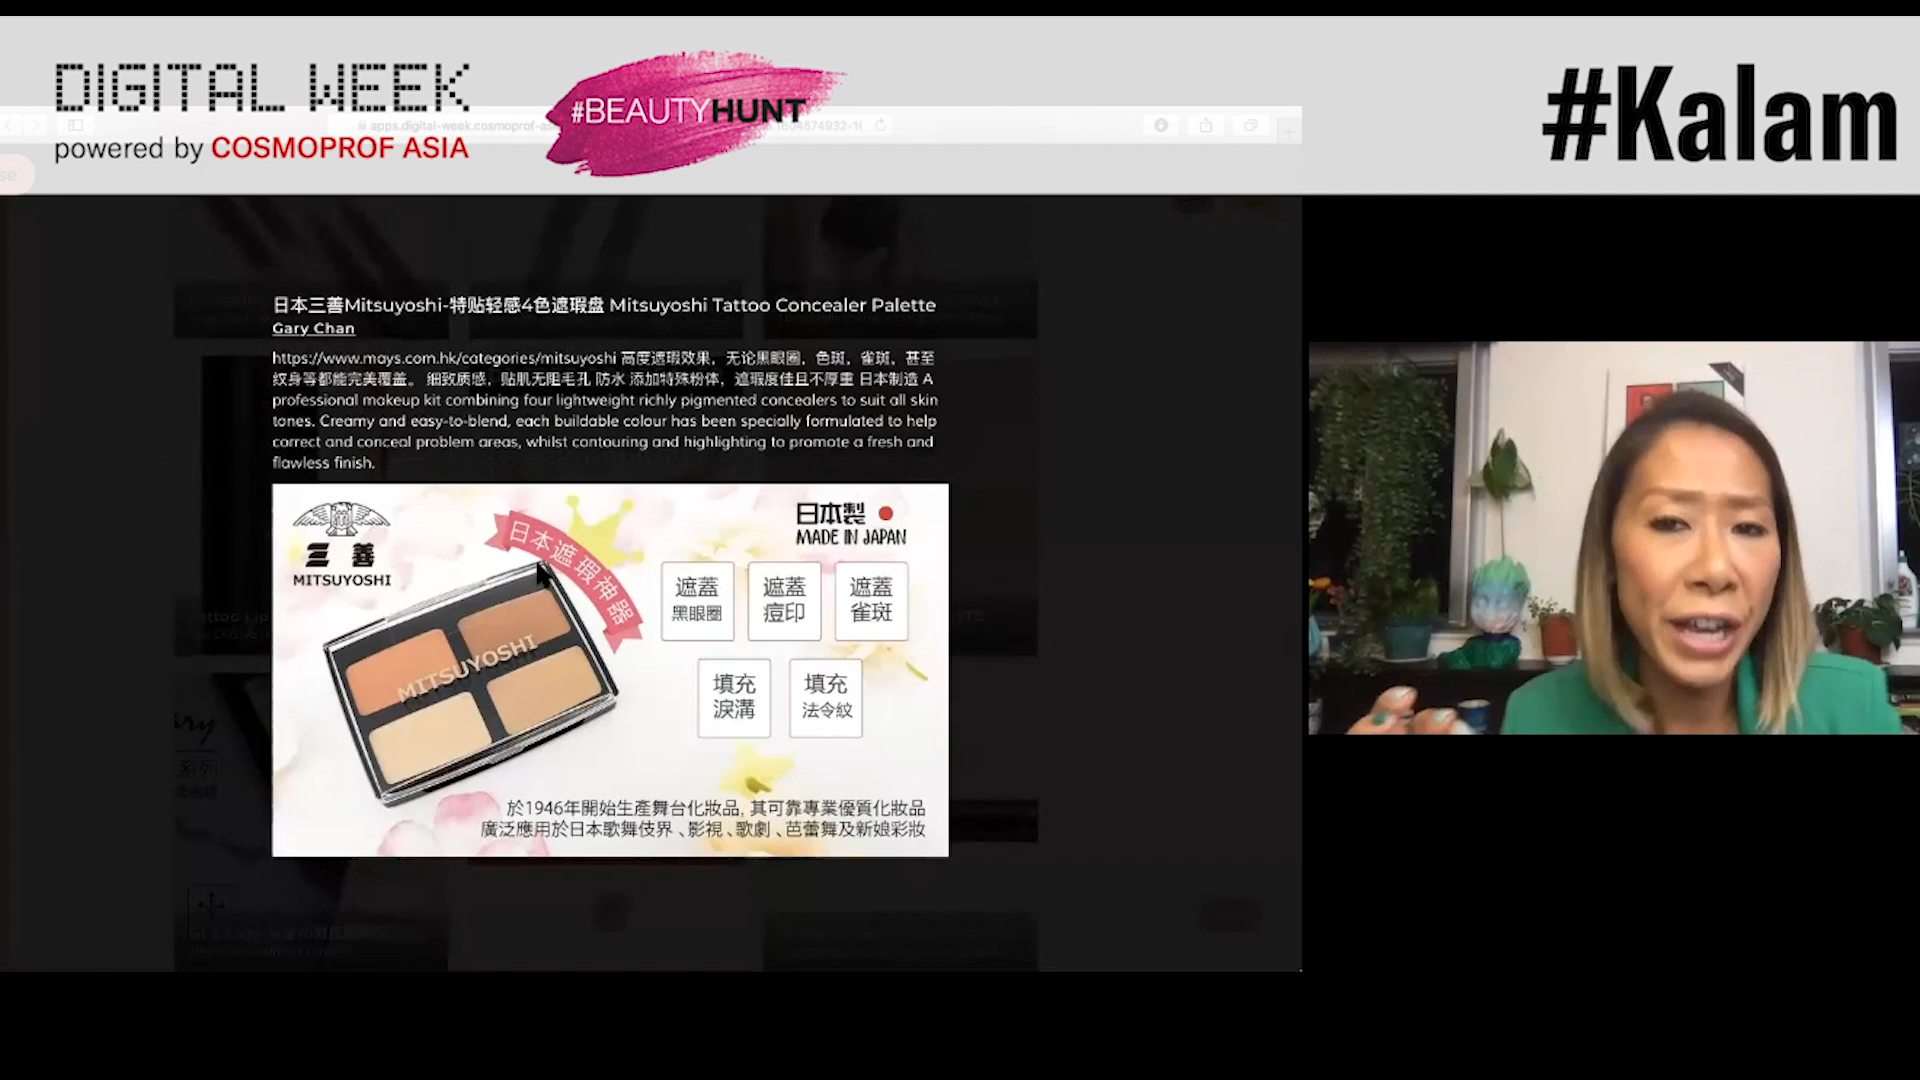 DIGITAL WEEK
powered by COSMOPROF ASIA
#BEAUTYHUNT
#Kalam
apps.digital-week.cosmoprof-as
日本三善Mitsuyoshi-特贴轻感4色遮瑕盘 Mitsuyoshi Tattoo Concealer Palette
Gary Chan
https://www.mays.com.hk/categories/mitsuyoshi 高度遮瑕效果，无论黑眼圈，色斑，雀斑，甚至
纹身等都能完美覆盖。 细致质感，贴肌无阻毛孔 防水 添加特殊粉体，遮瑕度佳且不厚重 日本制造 A
professional makeup kit combining four lightweight richly pigmented concealers to suit all skin
tones. Creamy and easy-to-blend, each buildable colour has been specially formulated to help
correct and conceal problem areas, whilst contouring and highlighting to promote a fresh and
flawless finish.
三善
MITSUYOSHI
日本遮瑕神器
日本製
MADE IN JAPAN
MITSUYOSHI
遮蓋
黑眼圈
遮蓋
痘印
遮蓋
雀斑
填充
淚溝
填充
法令紋
於1946年開始生產舞台化妝品, 其可靠專業優質化妝品
廣泛應用於日本歌舞伎界、影視、歌劇、芭蕾舞及新娘彩妝